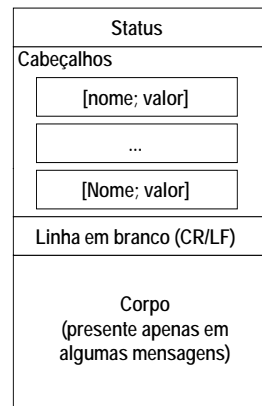 Status
Cabeçalhos
[nome; valor]
...
[Nome; valor]
Linha em branco (CR/LF)
Corpo
(presente apenas em
algumas mensagens)